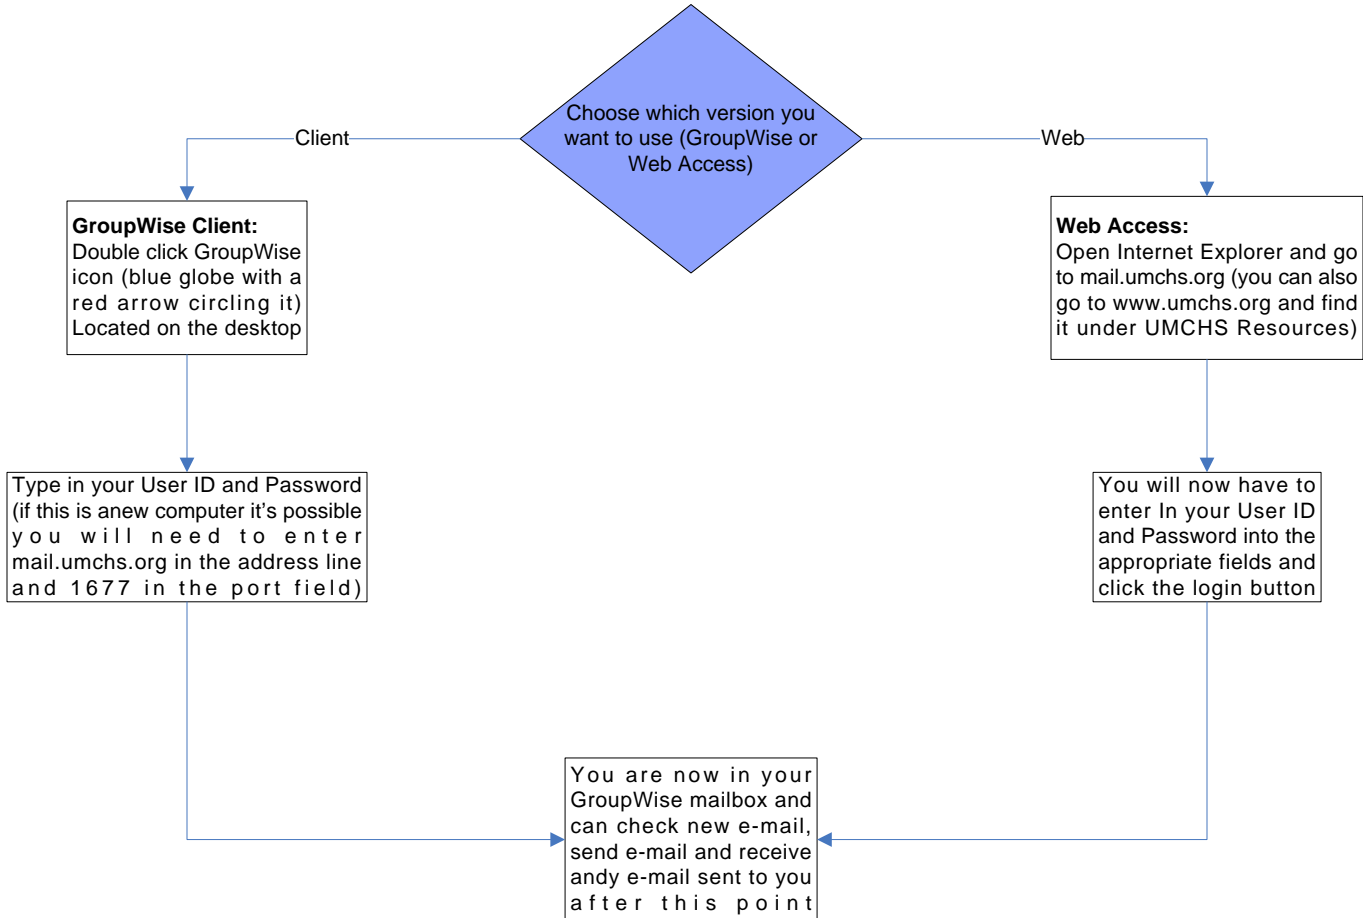 Choose which version you
want to use (GroupWise or
Web Access)
Client
Web
GroupWise Client:
Double click GroupWise
icon (blue globe with a
red arrow circling it)
Located on the desktop
Web Access:
Open Internet Explorer and go
to mail.umchs.org (you can also
go to www.umchs.org and find
it under UMCHS Resources)
Type in your User ID and Password
(if this is anew computer it's possible
you will need to enter
mail.umchs.org in the address line
and 1677 in the port field)
You will now have to
enter In your User ID
and Password into the
appropriate fields and
click the login button
You are now in your
GroupWise mailbox and
can check new e-mail,
send e-mail and receive
andy e-mail sent to you
after this point